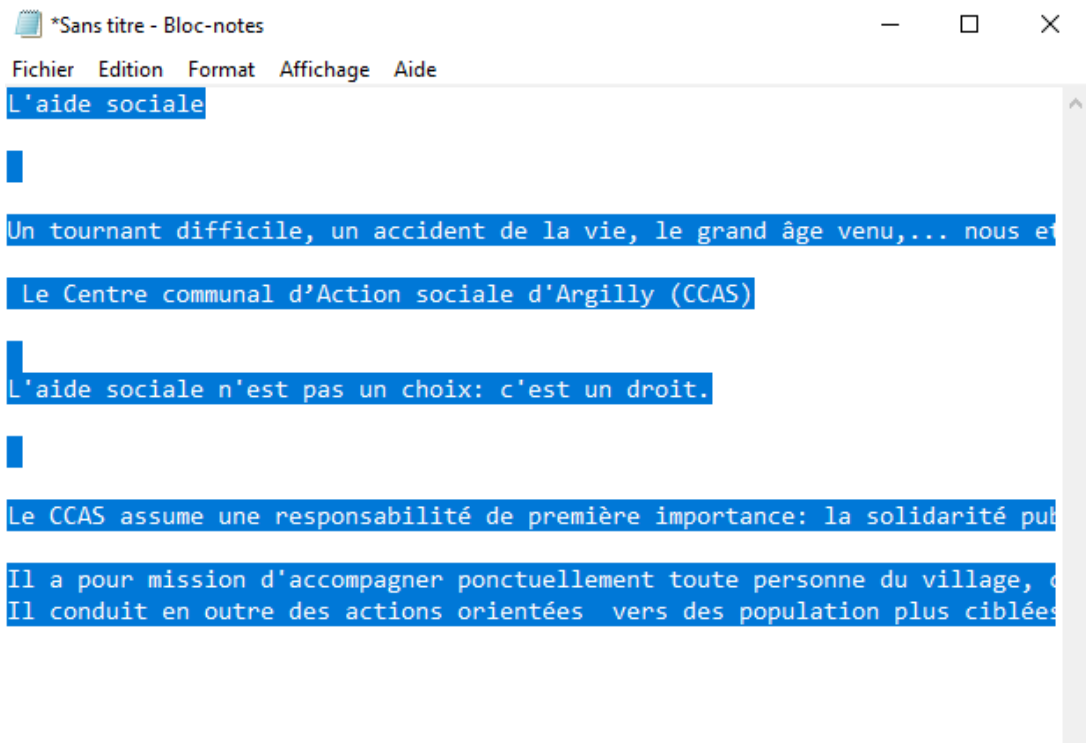 *Sans titre - Bloc-notes
Fichier Edition Format Affichage Aide
L'aide sociale
Un tournant difficile, un accident de la vie, le grand âge venu,... nous
Le Centre communal d’Action sociale d'Argilly (CCAS)
L'aide sociale n'est pas un choix: c'est un droit.
Le CCAS assume une responsabilité de première importance: la solidarité
Il a pour mission d'accompagner ponctuellement toute personne du village,
Il conduit en outre des actions orientées  vers des population plus ciblées